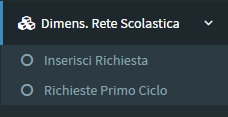 Dimens. Rete Scolastica
Inserisci Richiesta
Richieste Primo Ciclo